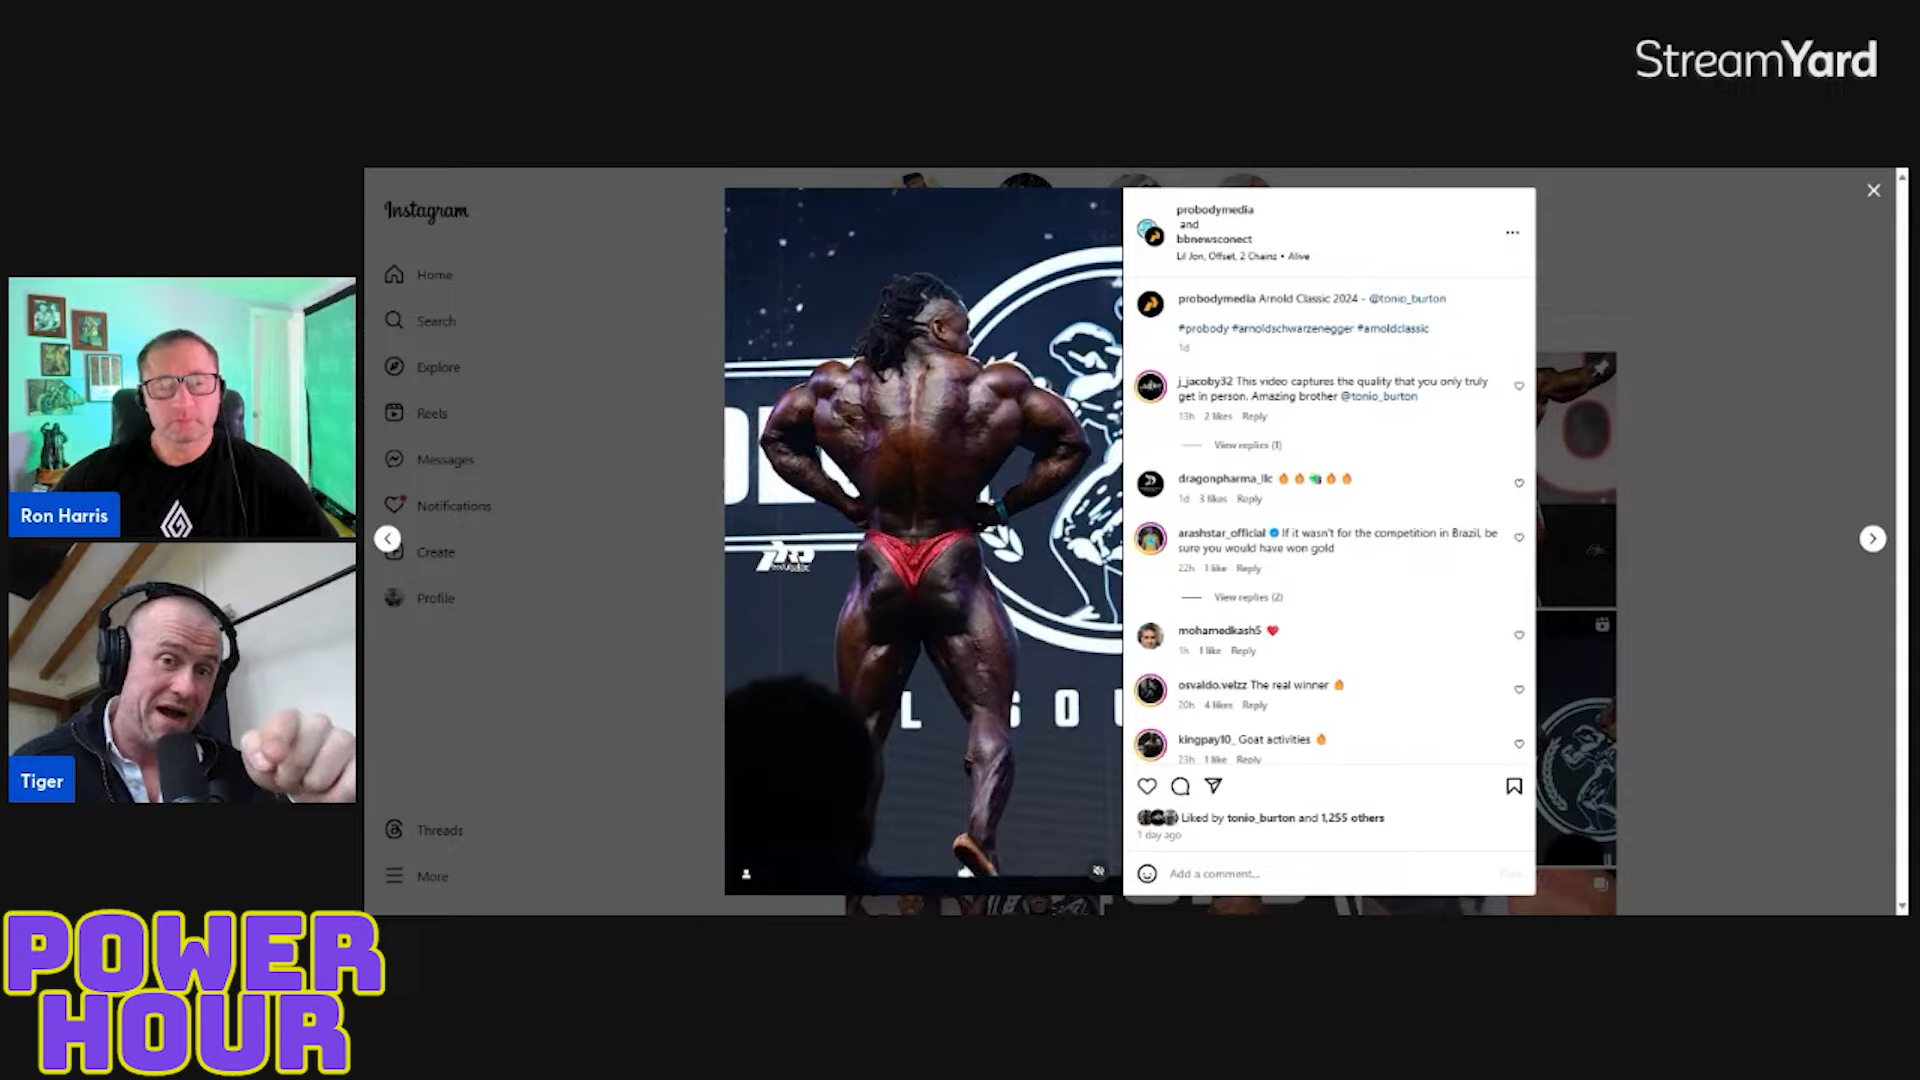 StreamYard
Instagram
Home
Search
Explore
Reels
Messages
Notifications
Create
Profile
Threads
More
Ron Harris
Tiger
POWER
HOUR
L SOU
probodymedia
and
bbnewsconect
Lil Jon, Offset, 2 Chainz • Alive
probodymedia Arnold Classic 2024 - @tonio_burton
#probody #arnoldschwarzenegger #arnoldclassic
1d
j_jacoby32 This video captures the quality that you only truly
get in person. Amazing brother @tonio_burton
13h 2 likes Reply
View replies (1)
dragonpharma_llc 🔥🔥🔫🔥🔥
1d 3 likes Reply
arashstar_official If it wasn't for the competition in Brazil, be
sure you would have won gold
22h 1 like Reply
View replies (2)
mohamedkash5 ❤️
1h 1 like Reply
osvaldo.velzz The real winner 🔥
20h 4 likes Reply
kingpay10_ Goat activities 🔥
23h 1 like Reply
Liked by tonio_burton and 1,255 others
1 day ago
Add a comment...
Post